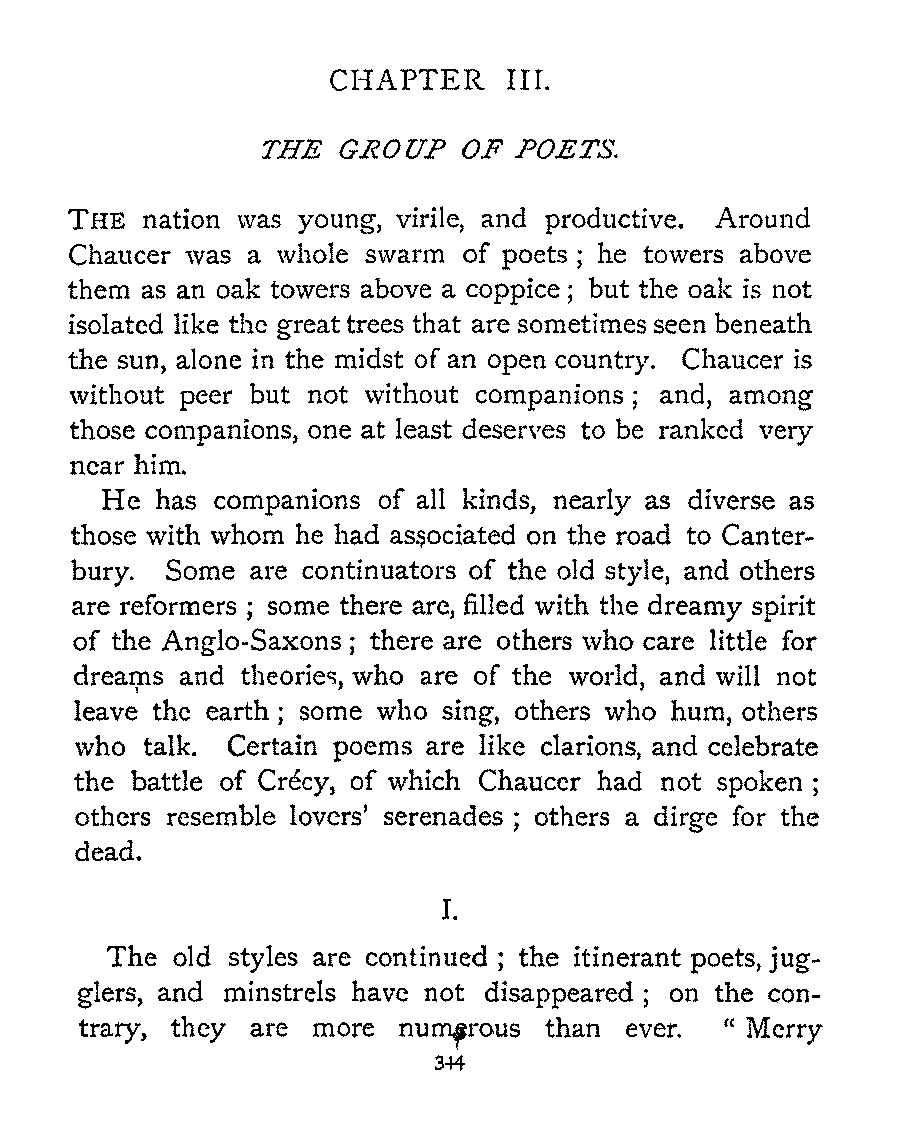 CHAPTER III.
THE GROUP OF POETS.
THE nation was young, virile, and productive. Around
Chaucer was a whole swarm of poets ; he towers above
them as an oak towers above a coppice ; but the oak is not
isolated like the great trees that are sometimes seen beneath
the sun, alone in the midst of an open country. Chaucer is
without peer but not without companions ; and, among
those companions, one at least deserves to be ranked very
near him.
He has companions of all kinds, nearly as diverse as
those with whom he had associated on the road to Canter-
bury. Some are continuators of the old style, and others
are reformers ; some there are, filled with the dreamy spirit
of the Anglo-Saxons ; there are others who care little for
dreams and theories, who are of the world, and will not
leave the earth ; some who sing, others who hum, others
who talk. Certain poems are like clarions, and celebrate
the battle of Crécy, of which Chaucer had not spoken ;
others resemble lovers' serenades ; others a dirge for the
dead.
I.
The old styles are continued ; the itinerant poets, jug-
glers, and minstrels have not disappeared ; on the con-
trary, they are more numerous than ever. “ Merry
344